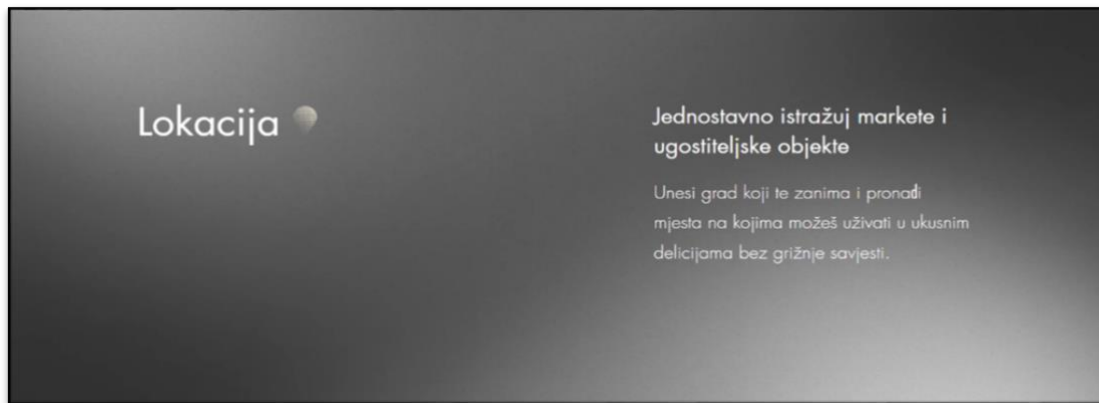 Lokacija
Jednostavno istražuj markete i
ugostiteljske objekte
Unesi grad koji te zanima i pronađi
mjesta na kojima možeš uživati u ukusnim
delicijama bez grižnje savjesti.